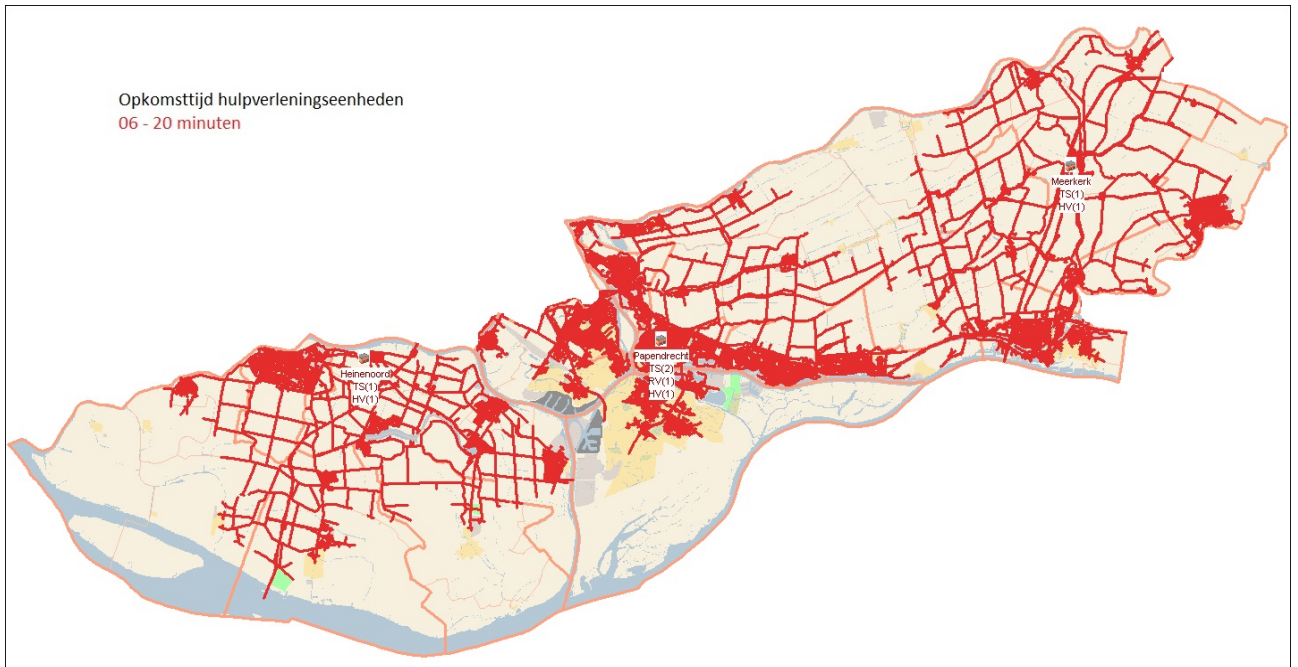 Opkomsttijd hulpverleningseenheden
06 - 20 minuten
Meerkerk
TS(1)
HV(1)
Papendrecht
TS(2)
RV(1)
HV(1)
Heinenoord
TS(1)
HV(1)